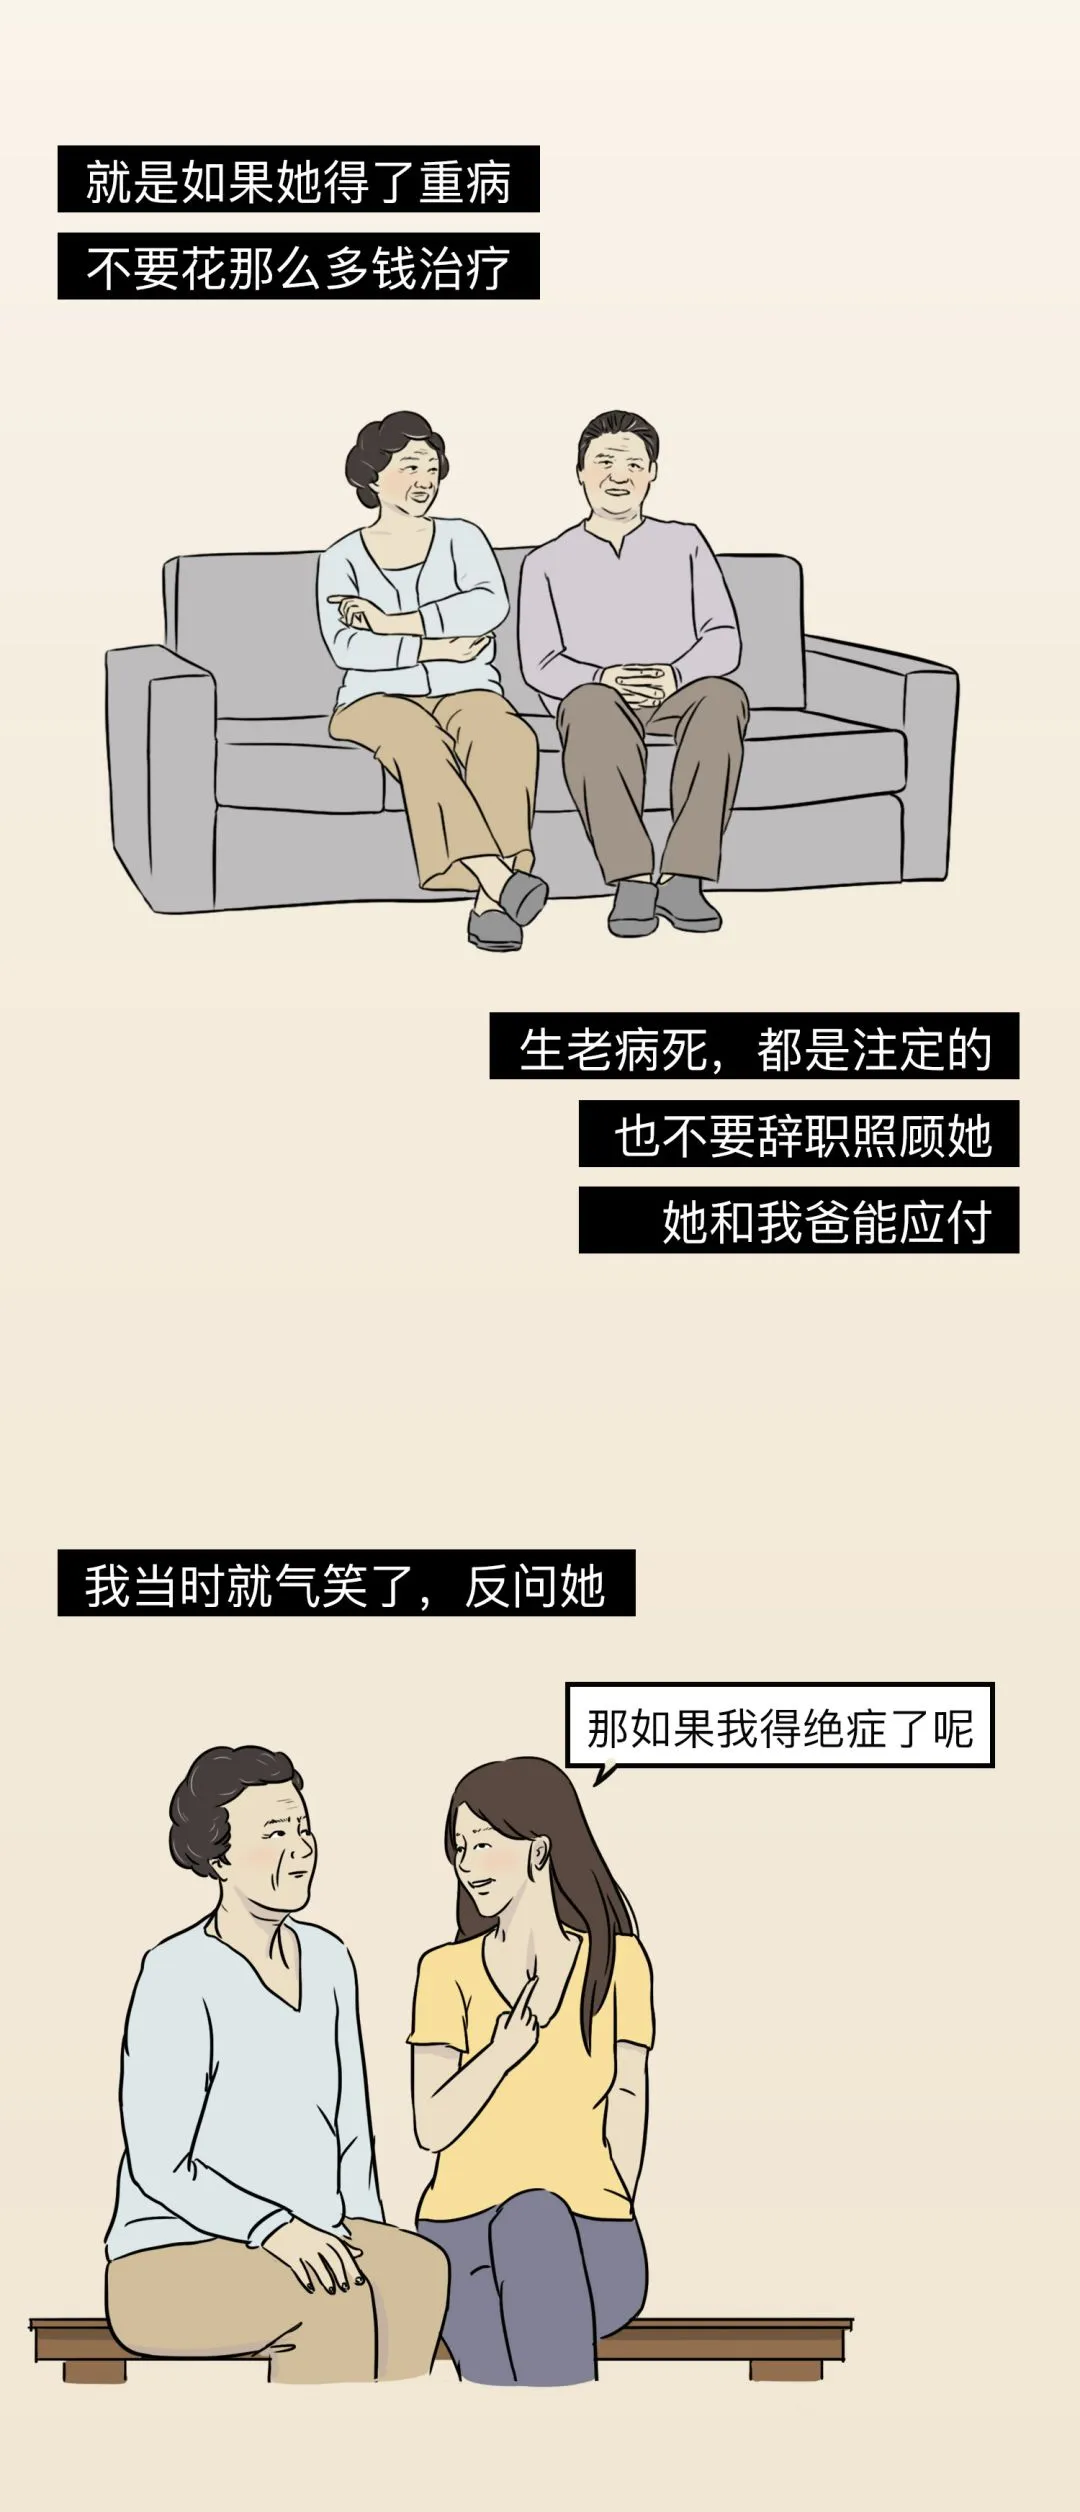 就是如果她得了重病
不要花那么多钱治疗
生老病死，都是注定的
也不要辞职照顾她
她和我爸能应付
我当时就气笑了，反问她
那如果我得绝症了呢